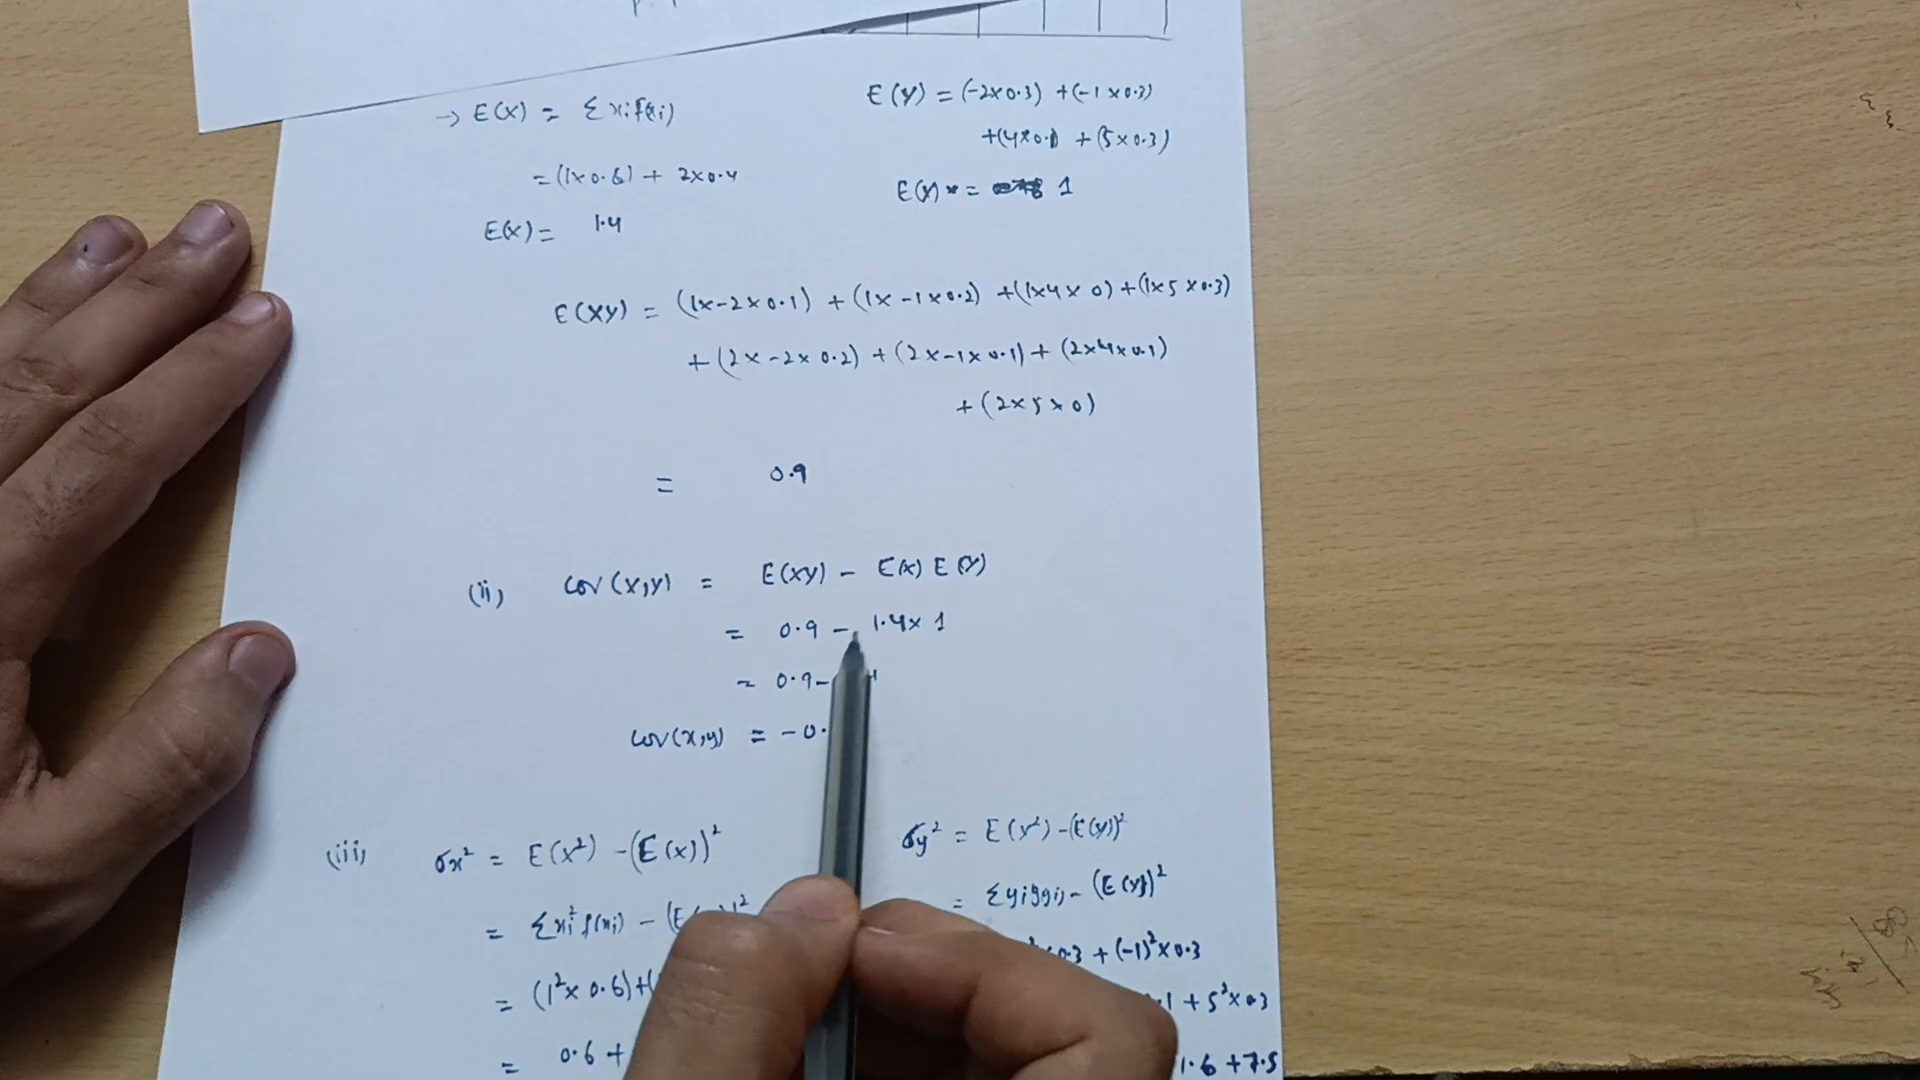 → E(X) = Σxif(xi)
= (1×0.6) + 2×0.4
E(X) = 1.4
E(Y) = (-2×0.3) + (-1×0.3)
+(4×0.1) + (5×0.3)
E(Y) = 1
E(XY) = (1×-2×0.1) + (1×-1×0.2) + (1×4×0) + (1×5×0.3)
+ (2×-2×0.2) + (2×-1×0.1) + (2×4×0.1)
+ (2×5×0)
= 0.9
(ii) cov(x,y) = E(XY) - E(X) E(Y)
= 0.9 - 1.4× 1
= 0.9-
cov(x,y) = -0.
(iii) σx² = E(X²) - (E(X))²
= Σxi² f(xi) - (E
= (1²× 0.6)+(
= 0.6 +
σy² = E(Y²) - (E(Y))²
= Σyi²g(yi) - (E(Y))²
×0.3 + (-1)²×0.3
+ 5²×0.3
1.6 + 7.5